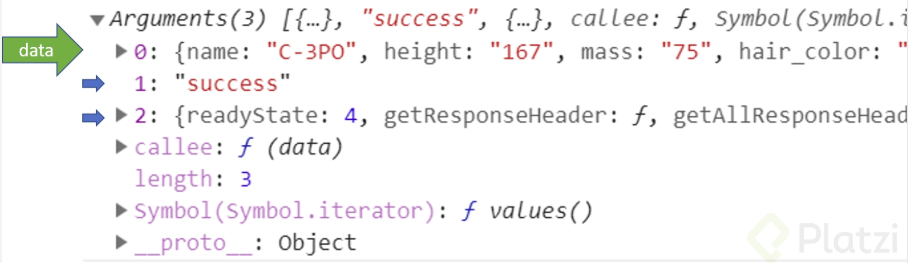 ▼Arguments(3) [{…}, "success", {…}, callee: ƒ, Symbol(Symbol.i
data
▶0: {name: "C-3PO", height: "167", mass: "75", hair_color: "
1: "success"
▶2: {readyState: 4, getResponseHeader: ƒ, getAllResponseHead
▶callee: ƒ (data)
length: 3
▶Symbol(Symbol.iterator): ƒ values()
▶__proto__: Object
Platzi